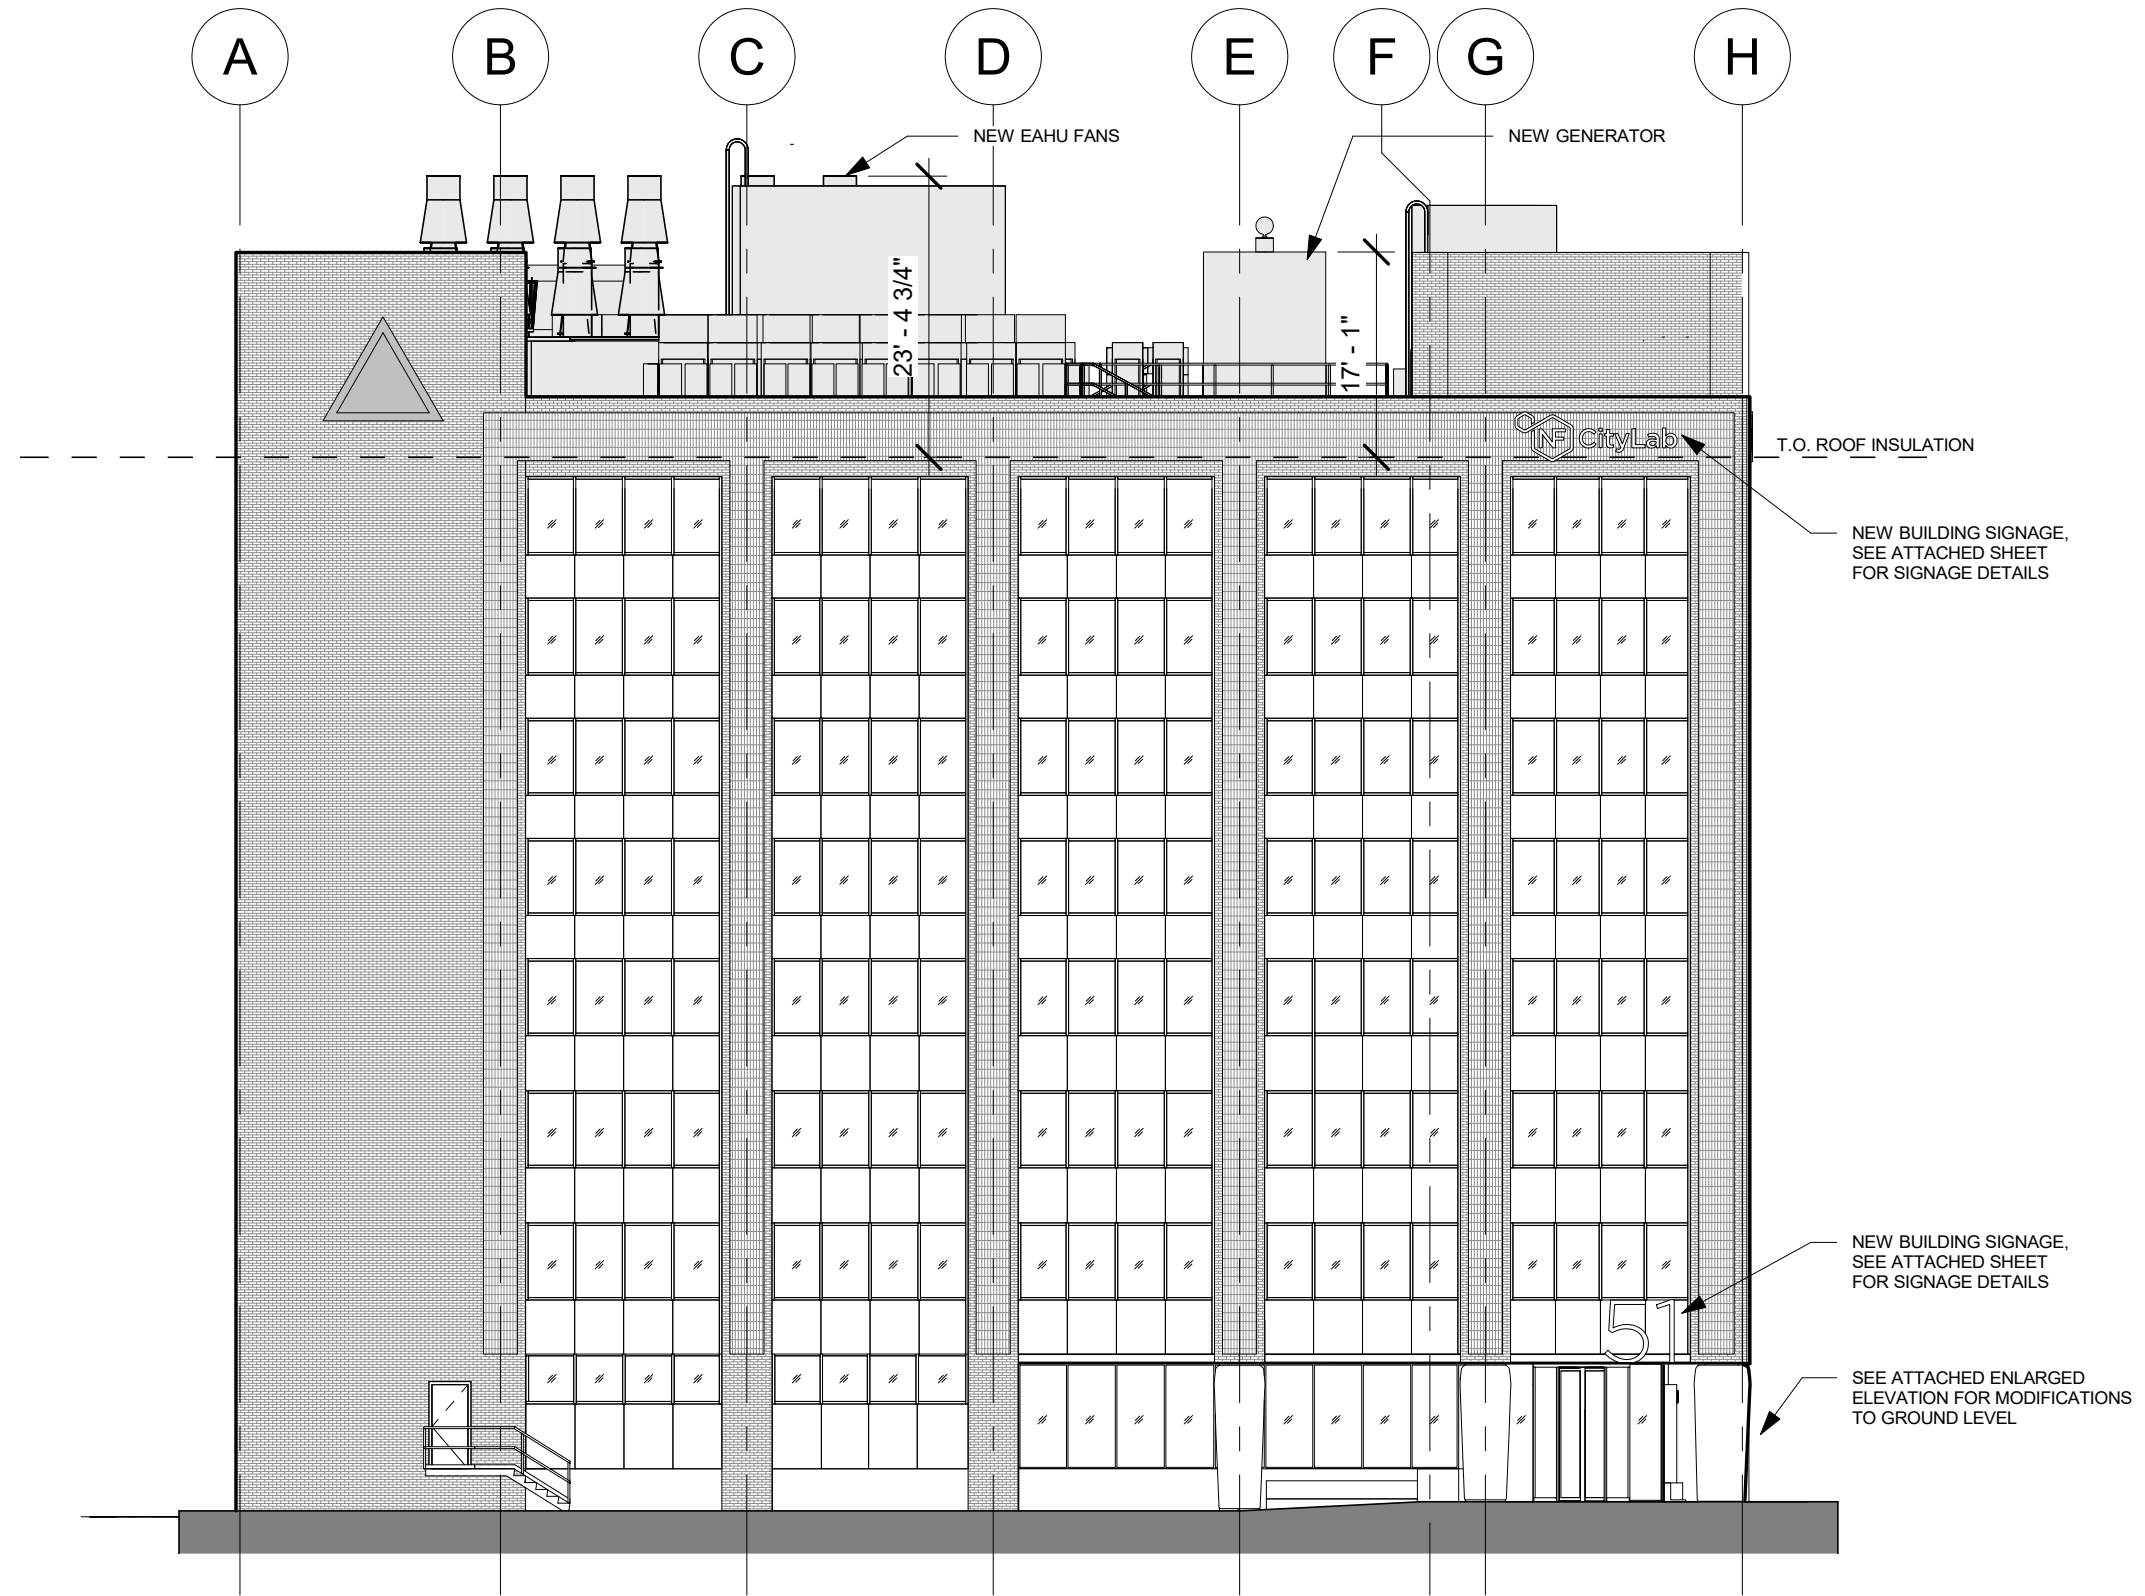 A B C D E F G H
NEW EAHU FANS
NEW GENERATOR
23' - 4 3/4"
17' - 1"
NF CityLab
T.O. ROOF INSULATION
NEW BUILDING SIGNAGE,
SEE ATTACHED SHEET
FOR SIGNAGE DETAILS
NEW BUILDING SIGNAGE,
SEE ATTACHED SHEET
FOR SIGNAGE DETAILS
51
SEE ATTACHED ENLARGED
ELEVATION FOR MODIFICATIONS
TO GROUND LEVEL